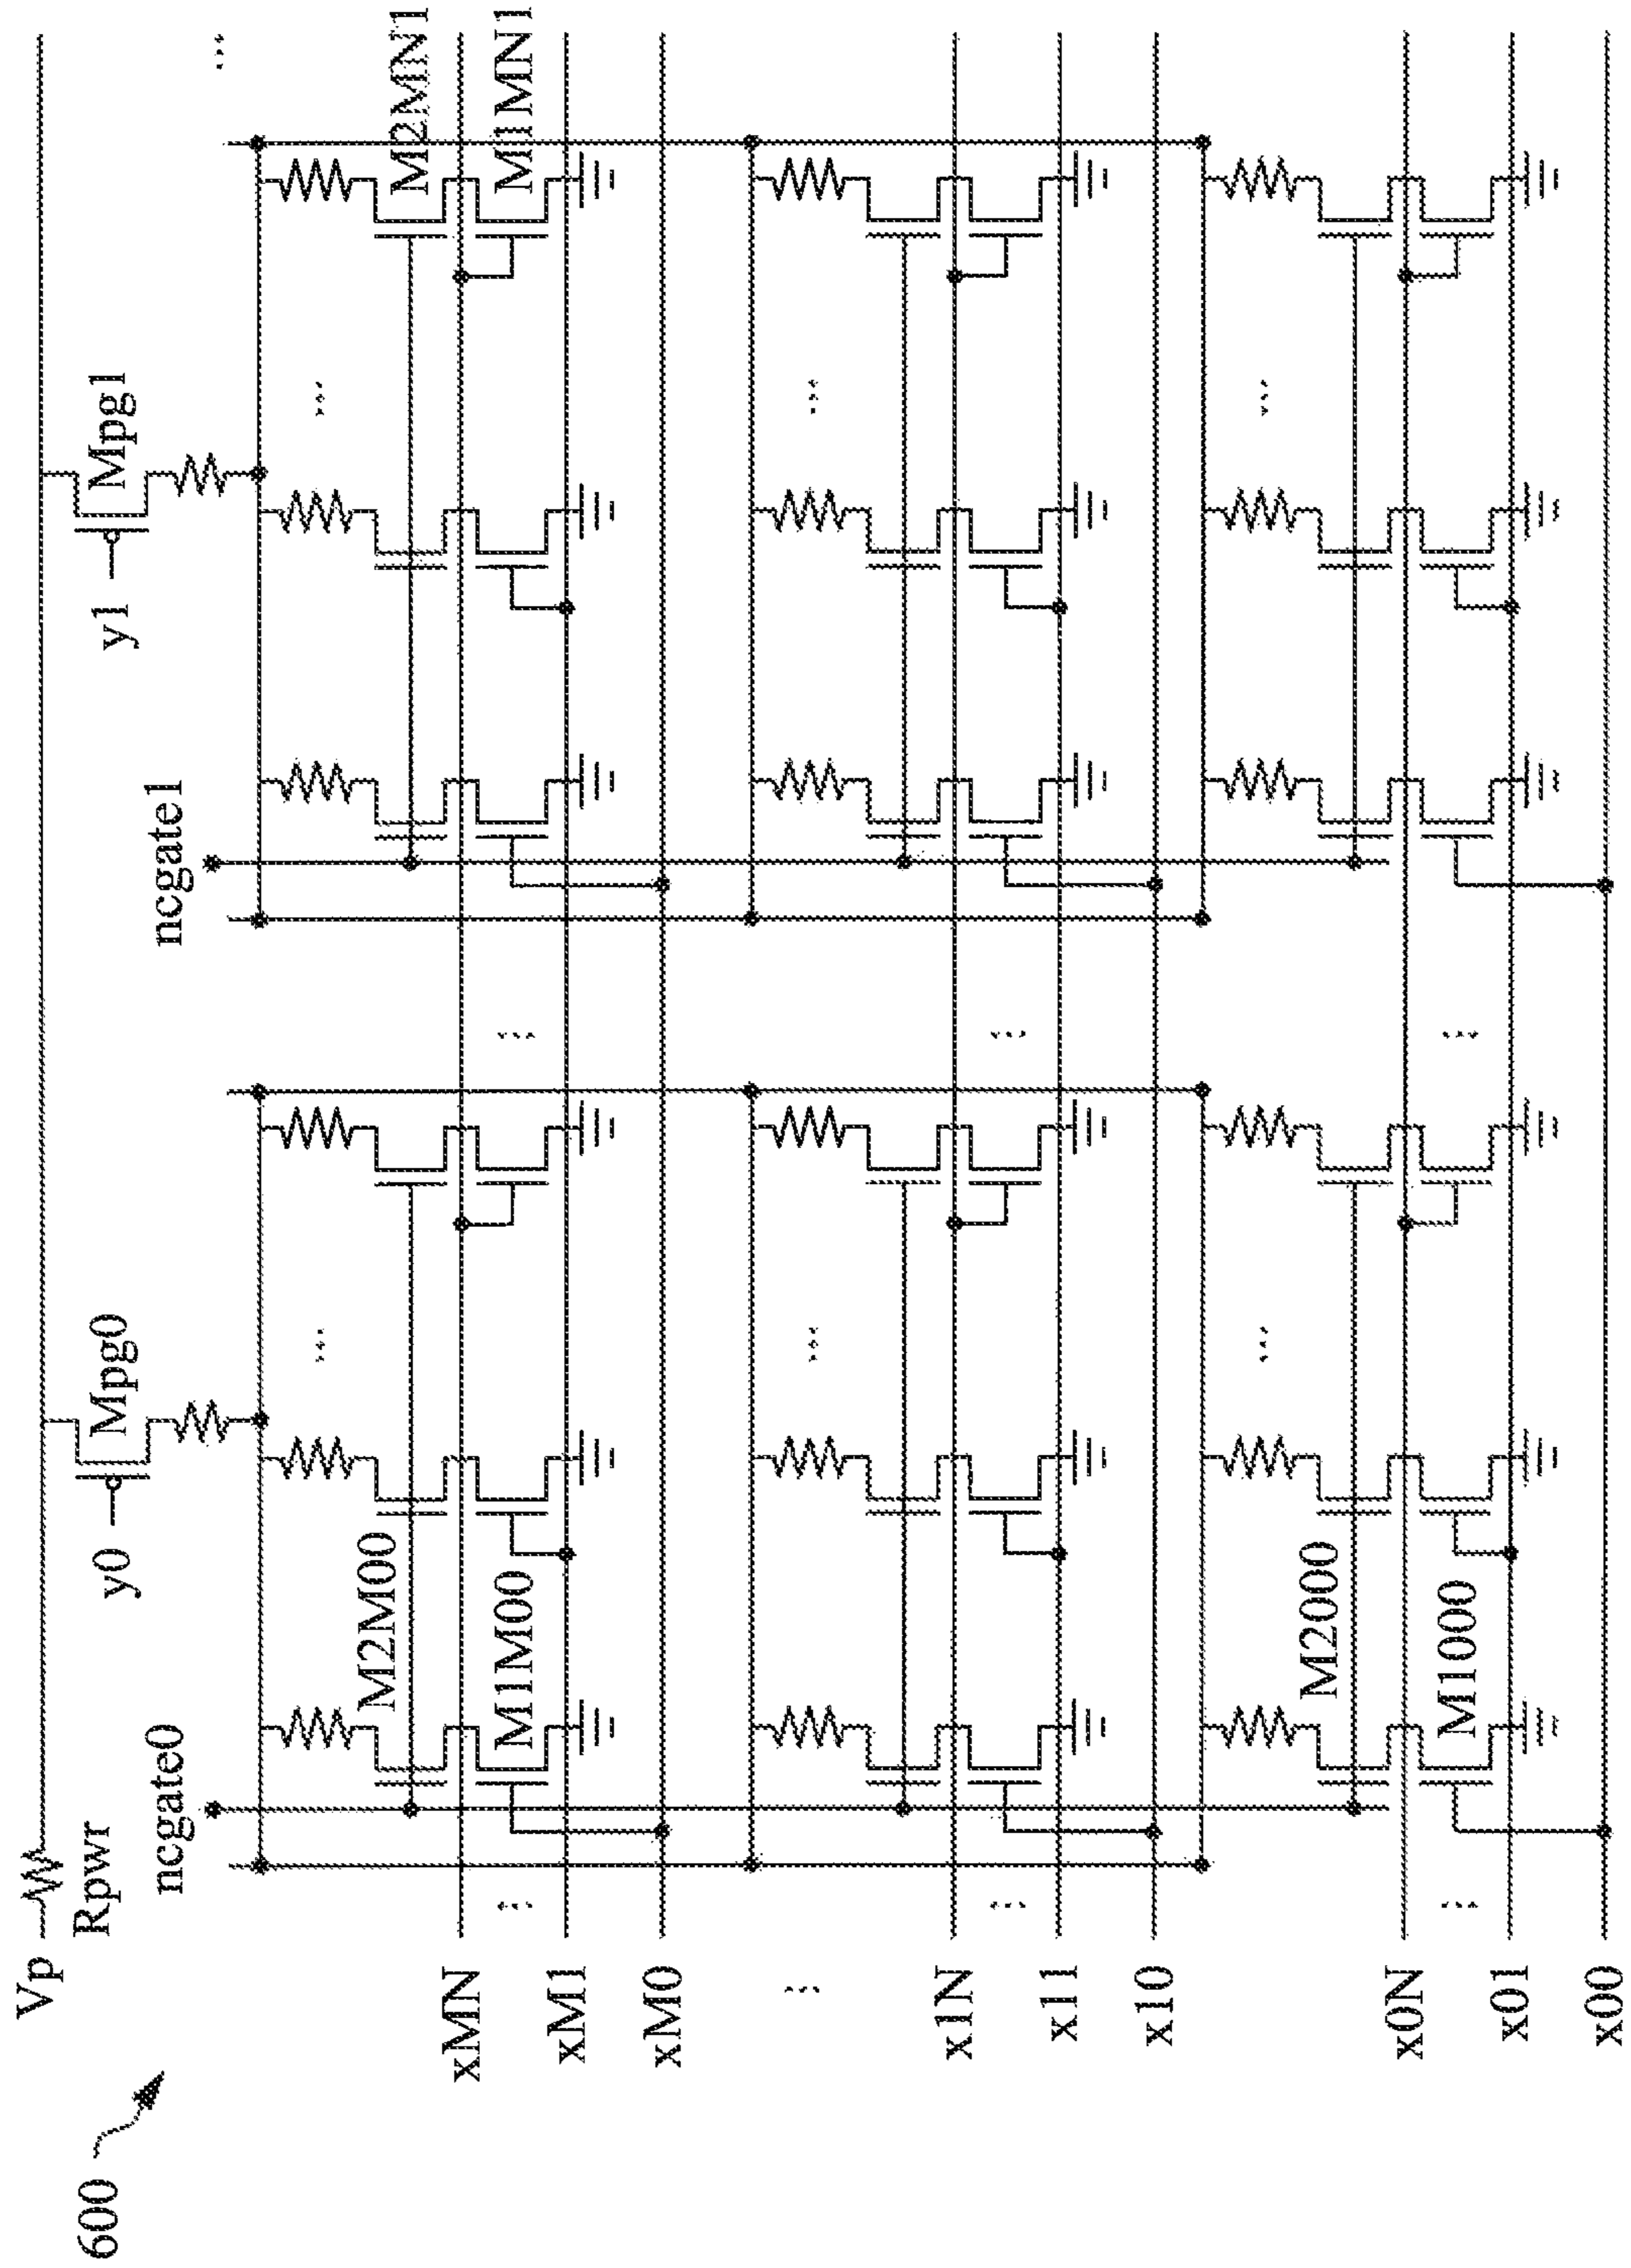 600
Vp
Rpwr
y0
Mpg0
y1
Mpg1
ncgate0
ncgate1
...
M2M00
M1M00
...
...
M2MN1
M1MN1
xMN
...
...
xM1
xM0
...
...
...
x1N
...
...
x11
x10
...
...
M2000
M1000
x0N
...
...
x01
x00